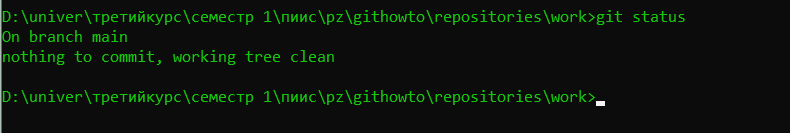 D:\univer\третийкурс\семестр 1\пиис\pz\githowto\repositories\work>git status
On branch main
nothing to commit, working tree clean
D:\univer\третийкурс\семестр 1\пиис\pz\githowto\repositories\work>